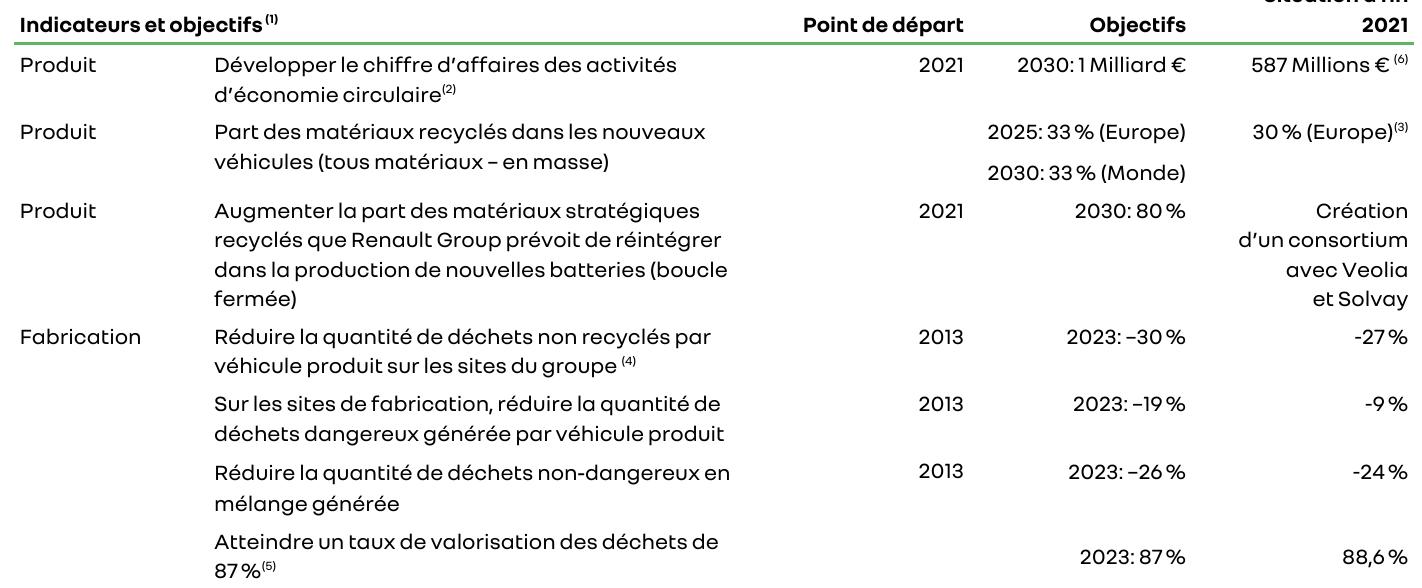 Indicateurs et objectifs (1) Point de départ Objectifs 2021
Produit Développer le chiffre d’affaires des activités 2021 2030: 1 Milliard € 587 Millions € (6)
d’économie circulaire(2)
Produit Part des matériaux recyclés dans les nouveaux 2025: 33 % (Europe) 30 % (Europe)(3)
véhicules (tous matériaux – en masse)
2030: 33 % (Monde)
Produit Augmenter la part des matériaux stratégiques 2021 2030: 80 % Création
recyclés que Renault Group prévoit de réintégrer d’un consortium
dans la production de nouvelles batteries (boucle avec Veolia
fermée) et Solvay
Fabrication Réduire la quantité de déchets non recyclés par 2013 2023: –30 % -27 %
véhicule produit sur les sites du groupe (4)
Sur les sites de fabrication, réduire la quantité de 2013 2023: –19 % -9 %
déchets dangereux générée par véhicule produit
Réduire la quantité de déchets non-dangereux en 2013 2023: –26 % -24 %
mélange générée
Atteindre un taux de valorisation des déchets de
2023: 87 % 88,6 %
87 %(5)